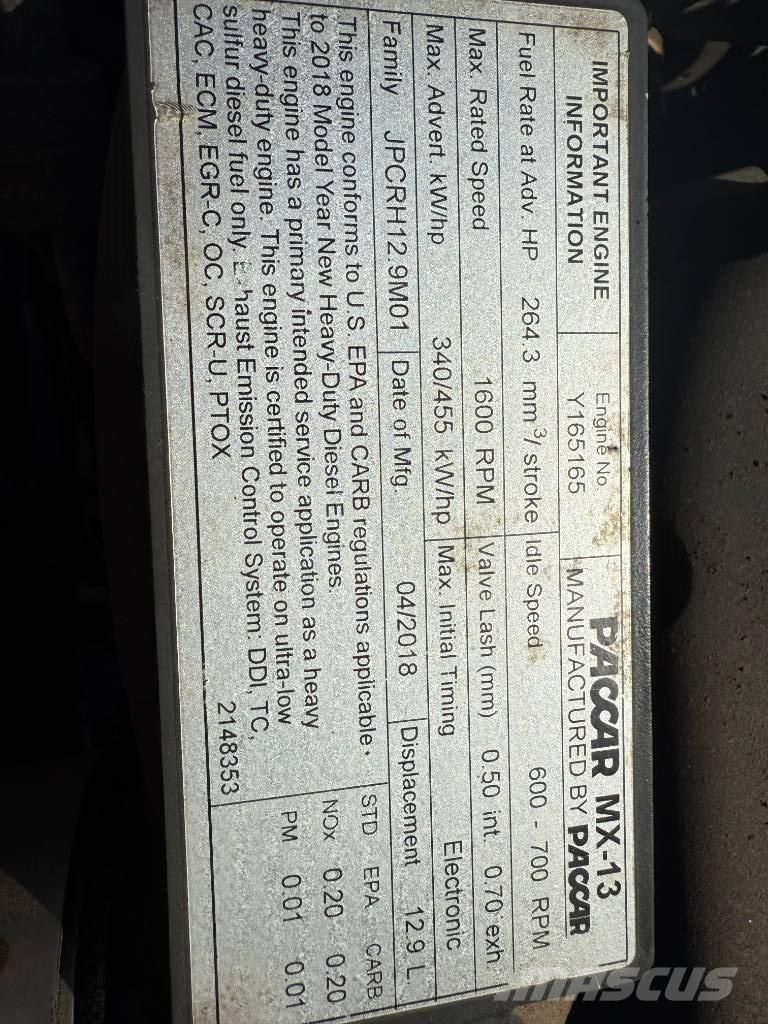 IMPORTANT ENGINE INFORMATION
Engine No.
Y165165
PACCAR MX-13
MANUFACTURED BY PACCAR
Fuel Rate at Adv. HP 264.3 mm³/ stroke Idle Speed 600 - 700 RPM
Max. Rated Speed 1600 RPM Valve Lash (mm) 0.50 int. 0.70 exh.
Max. Advert. kW/hp 340/455 kW/hp Max. Initial Timing Electronic
Family JPCRH12.9M01 Date of Mfg. 04/2018 Displacement 12.9 L
This engine conforms to U.S. EPA and CARB regulations applicable
to 2018 Model Year New Heavy-Duty Diesel Engines.
This engine has a primary intended service application as a heavy
heavy-duty engine. This engine is certified to operate on ultra-low
sulfur diesel fuel only. Exhaust Emission Control System: DDI, TC,
CAC, ECM, EGR-C, OC, SCR-U, PTOX
2148353
STD EPA CARB
NOx 0.20 0.20
PM 0.01 0.01
MASCUS